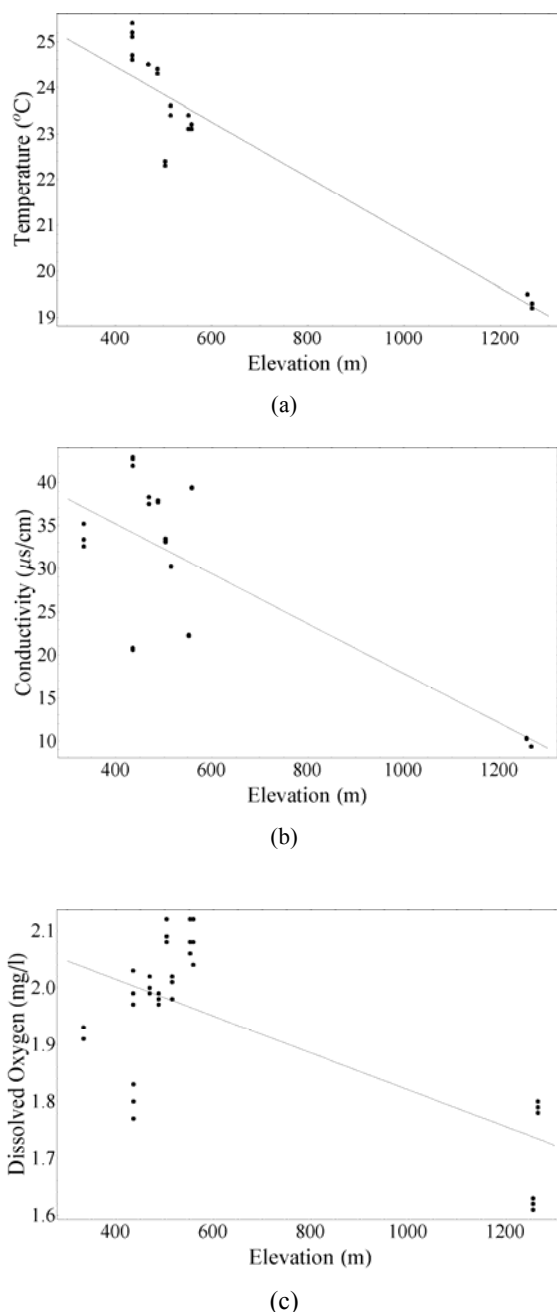 25
24
23
22
21
20
19
Temperature (°C)
400 600 800 1000 1200
Elevation (m)
(a)
40
35
30
25
20
15
10
Conductivity (µs/cm)
400 600 800 1000 1200
Elevation (m)
(b)
2.1
2.0
1.9
1.8
1.7
1.6
Dissolved Oxygen (mg/l)
400 600 800 1000 1200
Elevation (m)
(c)